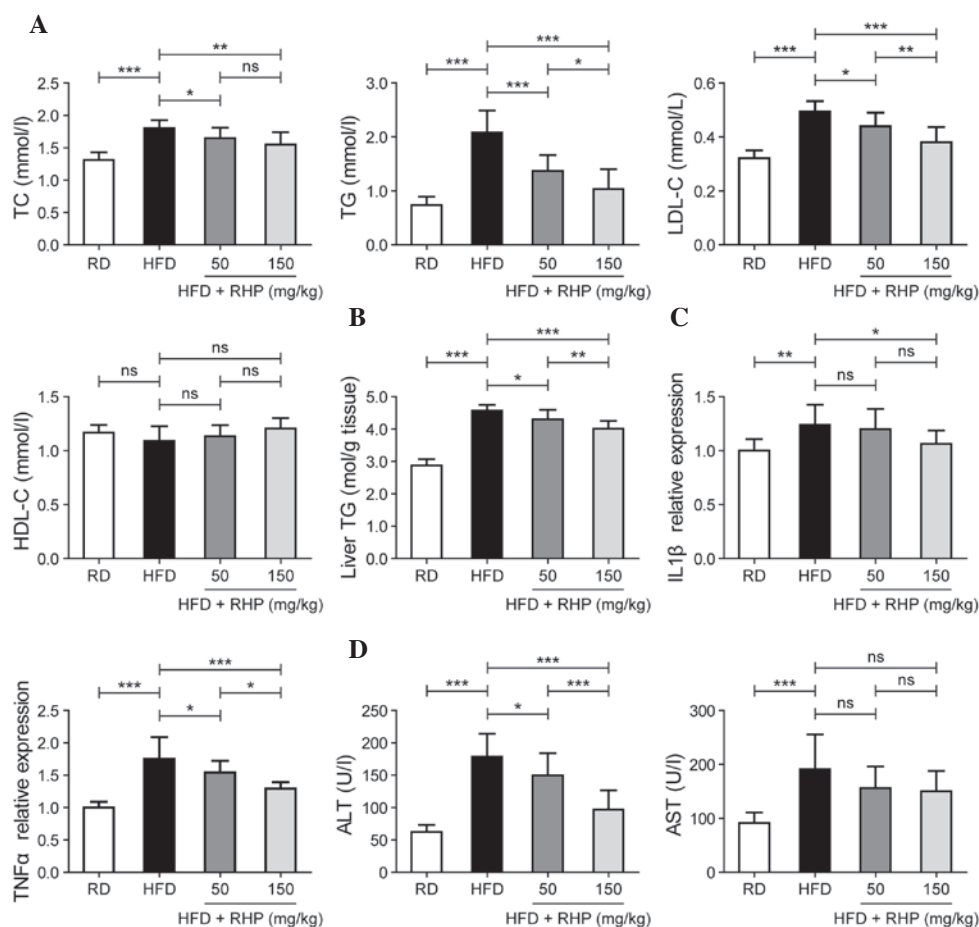 A
TC (mmol/l)
2.5
2.0
1.5
1.0
0.5
0.0
***
**
ns
*
RD HFD 50 150
HFD + RHP (mg/kg)
TG (mmol/l)
3.0
2.0
1.0
0.0
***
***
*
***
RD HFD 50 150
HFD + RHP (mg/kg)
LDL-C (mmol/L)
0.6
0.4
0.2
0.0
***
***
**
*
RD HFD 50 150
HFD + RHP (mg/kg)
HDL-C (mmol/l)
1.5
1.0
0.5
0.0
ns
ns
ns
ns
RD HFD 50 150
HFD + RHP (mg/kg)
B
Liver TG (mol/g tissue)
5.0
4.0
3.0
2.0
1.0
0.0
***
***
**
*
RD HFD 50 150
HFD + RHP (mg/kg)
C
IL1β relative expression
1.5
1.0
0.5
0.0
*
**
ns
ns
RD HFD 50 150
HFD + RHP (mg/kg)
TNFα relative expression
2.5
2.0
1.5
1.0
0.5
0.0
***
***
*
*
RD HFD 50 150
HFD + RHP (mg/kg)
D
ALT (U/l)
250
200
150
100
50
0
***
***
***
*
RD HFD 50 150
HFD + RHP (mg/kg)
AST (U/l)
300
200
100
0
ns
***
ns
ns
RD HFD 50 150
HFD + RHP (mg/kg)